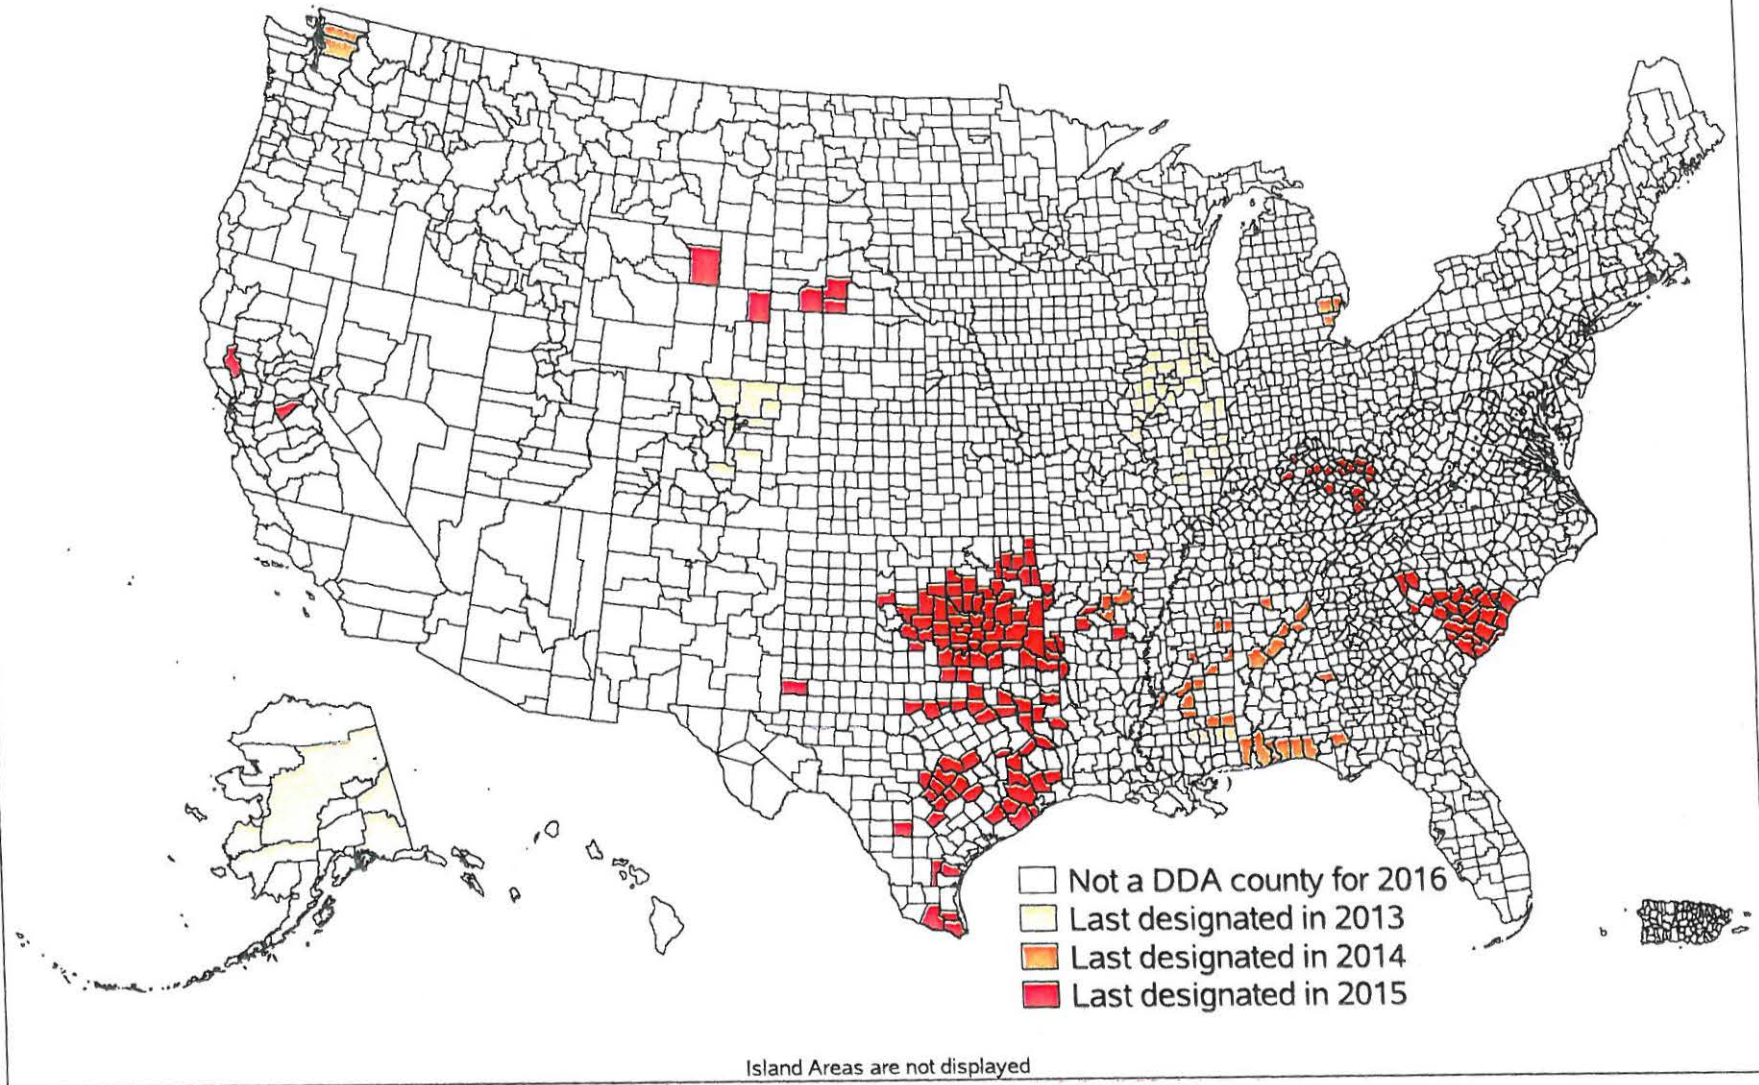 Not a DDA county for 2016
Last designated in 2013
Last designated in 2014
Last designated in 2015
Island Areas are not displayed